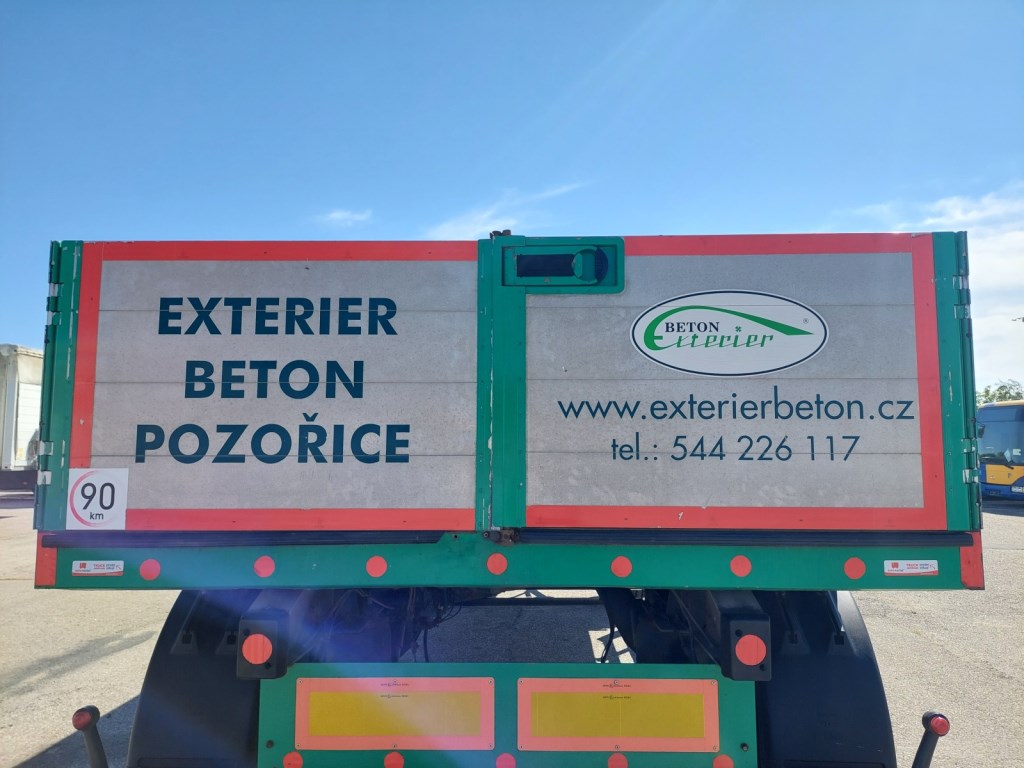 EXTERIER
BETON
POZOŘICE
90
km
BETON
Exterier
®
www.exterierbeton.cz
tel.: 544 226 117